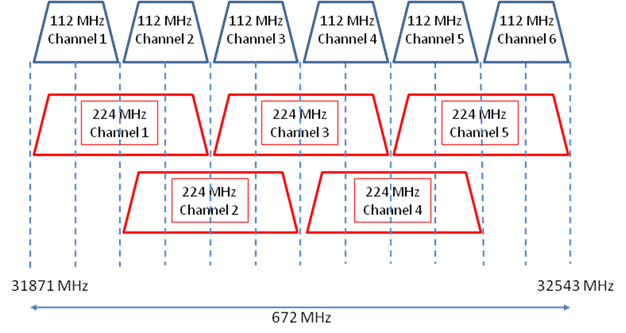 112 MHz
Channel 1
112 MHz
Channel 2
112 MHz
Channel 3
112 MHz
Channel 4
112 MHz
Channel 5
112 MHz
Channel 6
224 MHz
Channel 1
224 MHz
Channel 3
224 MHz
Channel 5
224 MHz
Channel 2
224 MHz
Channel 4
31871 MHz
32543 MHz
672 MHz